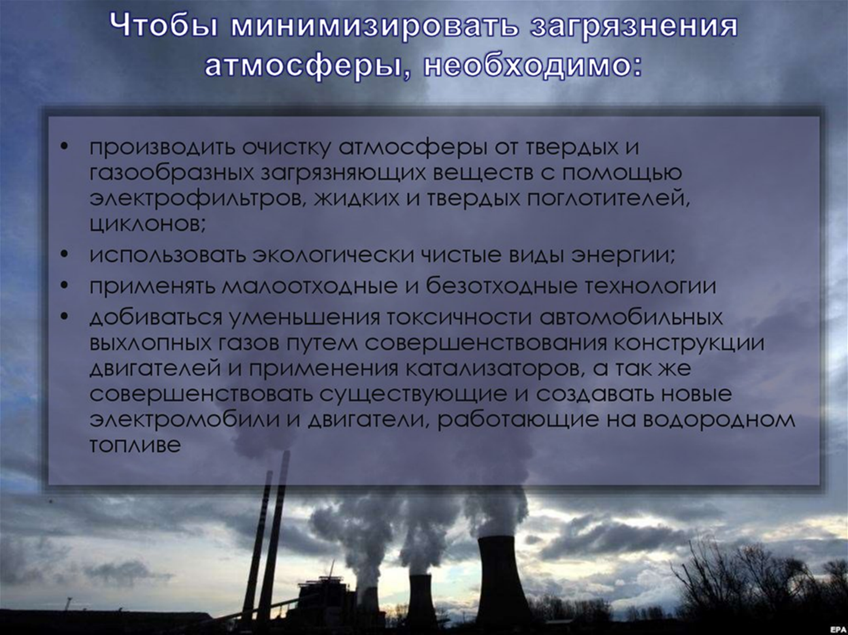 Чтобы минимизировать загрязнения
атмосферы, необходимо:
• производить очистку атмосферы от твердых и
газообразных загрязняющих веществ с помощью
электрофильтров, жидких и твердых поглотителей,
циклонов;
• использовать экологически чистые виды энергии;
• применять малоотходные и безотходные технологии
• добиваться уменьшения токсичности автомобильных
выхлопных газов путем совершенствования конструкции
двигателей и применения катализаторов, а так же
совершенствовать существующие и создавать новые
электромобили и двигатели, работающие на водородном
топливе
EPA